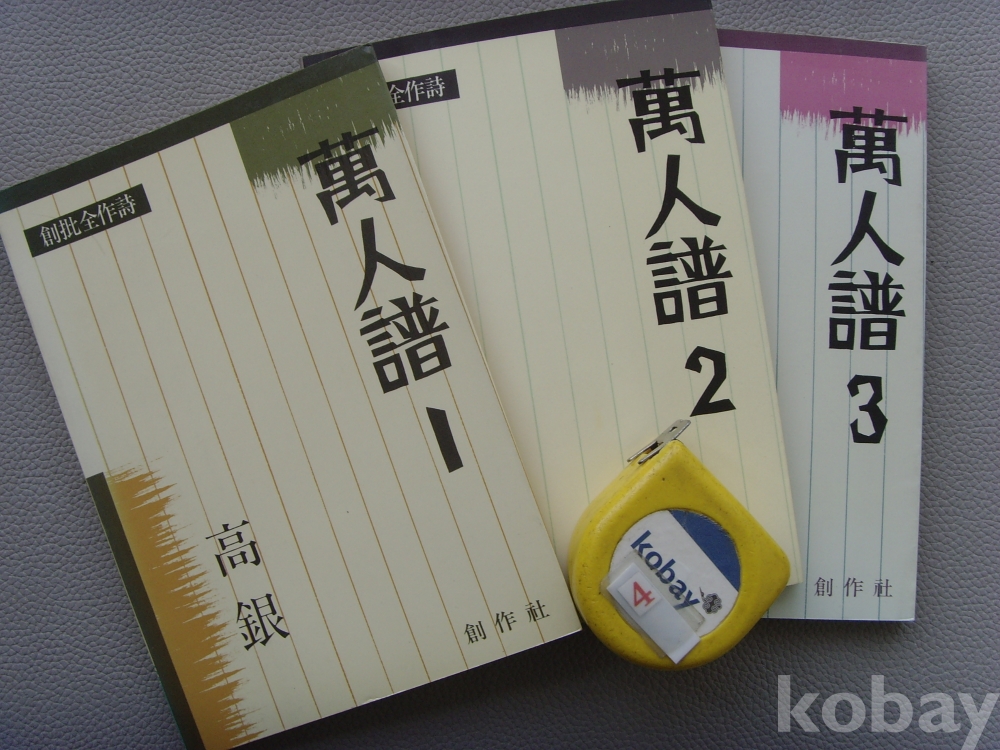 創批全作詩
萬人譜 1
高銀
創作社
全作詩
萬人譜 2
萬人譜 3
創作社
kobay
4
kobay